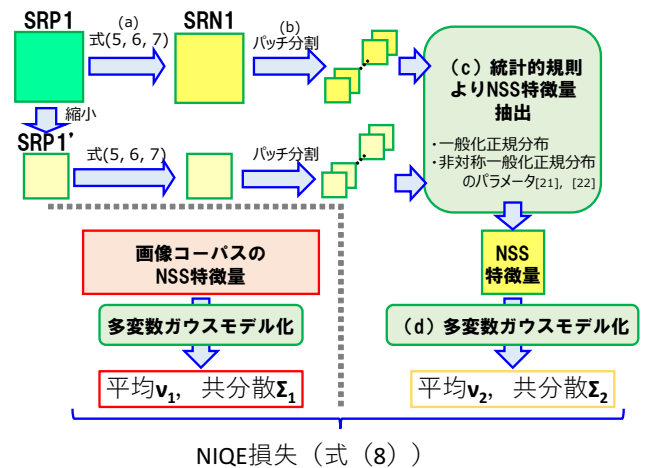 SRP1
(a)
式(5, 6, 7)
SRN1
(b)
パッチ分割
(c)統計的規則
よりNSS特徴量
抽出
・一般化正規分布
・非対称一般化正規分布
のパラメータ[21], [22]
縮小
SRP1'
式(5, 6, 7)
パッチ分割
画像コーパスの
NSS特徴量
NSS
特徴量
多変数ガウスモデル化
(d)多変数ガウスモデル化
平均ν₁, 共分散Σ₁
平均ν₂, 共分散Σ₂
NIQE損失(式(8))